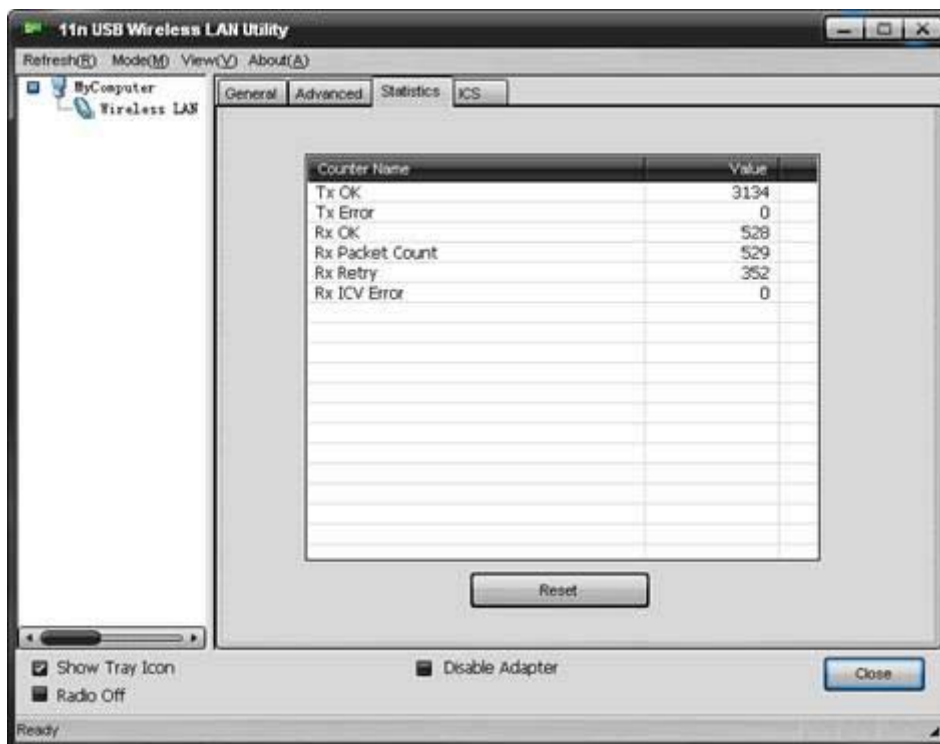 11n USB Wireless LAN Utility
Refresh(R) Mode(M) View(V) About(A)
MyComputer
Wireless LAN
General Advanced Statistics ICS
Counter Name Value
Tx OK 3134
Tx Error 0
Rx OK 528
Rx Packet Count 529
Rx Retry 352
Rx ICV Error 0
Reset
Show Tray Icon
Radio Off
Disable Adapter
Close
Ready